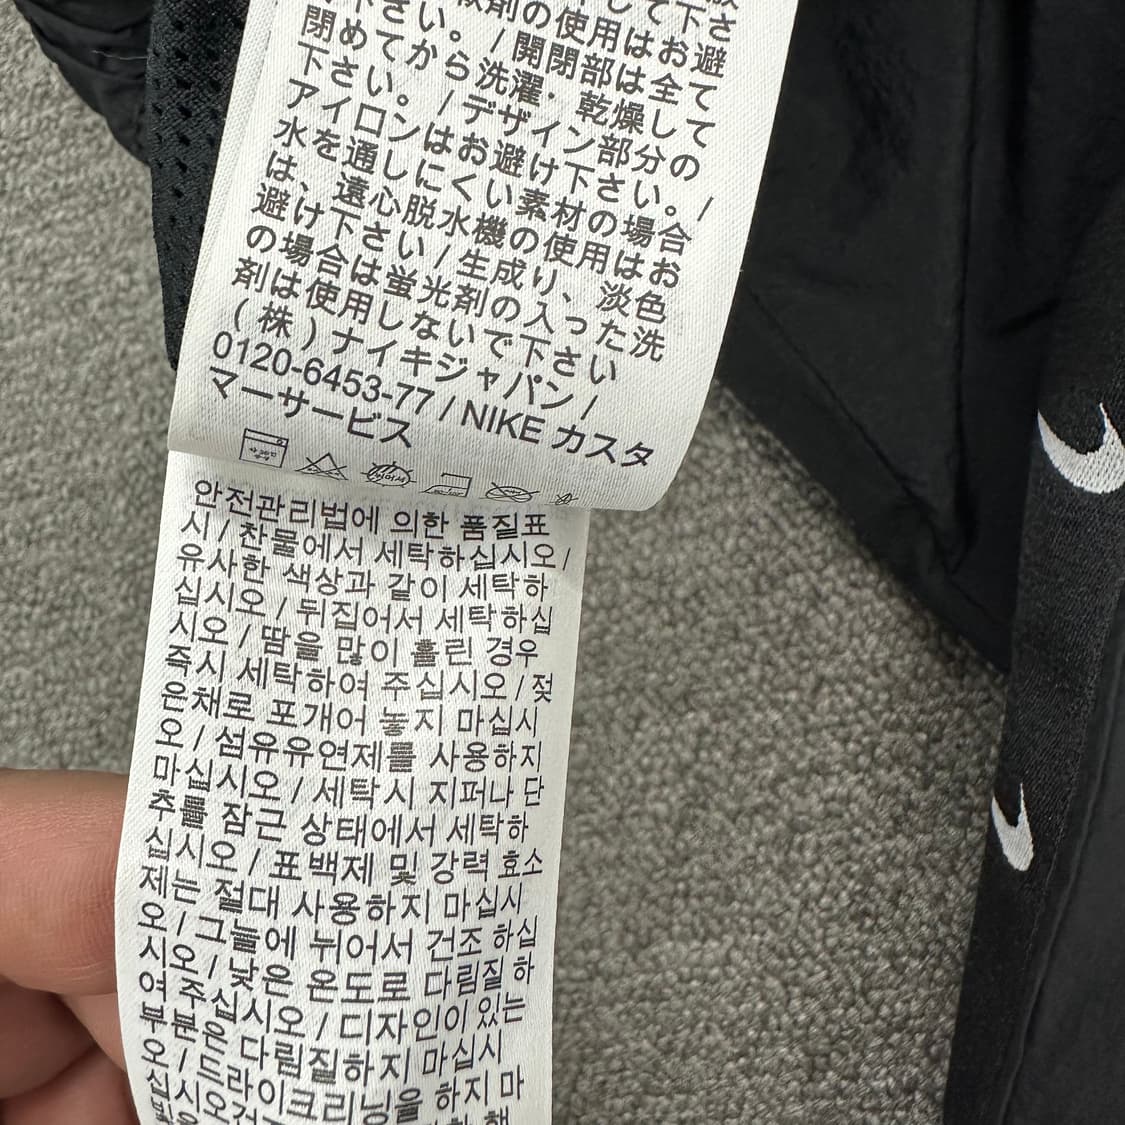 下さい。/ 開閉部は全て
閉めてから洗濯・乾燥して
下さい。/ デザイン部分の
アイロンはお避け下さい。/
水を通しにくい素材の場合
は、遠心脱水機の使用はお
避け下さい / 生成り、淡色
の場合は蛍光剤の入った洗
剤は使用しないで下さい
(株)ナイキジャパン /
0120-6453-77 / NIKE カスタ
マーサービス
안전관리법에 의한 품질표
시 / 찬물에서 세탁하십시오 /
유사한 색상과 같이 세탁하
십시오 / 뒤집어서 세탁하십
시오 / 땀을 많이 흘린 경우
즉시 세탁하여 주십시오 / 젖
은채로 포개어 놓지 마십시
오 / 섬유유연제를 사용하지
마십시오 / 세탁시 지퍼나 단
추를 잠근 상태에서 세탁하
십시오 / 표백제 및 강력 효소
제는 절대 사용하지 마십시
오 / 그늘에 뉘어서 건조 하십
시오 / 낮은 온도로 다림질 하
여 주십시오 / 디자인이 있는
부분은 다림질하지 마십시
오 / 드라이크리닝을 하지 마
십시오